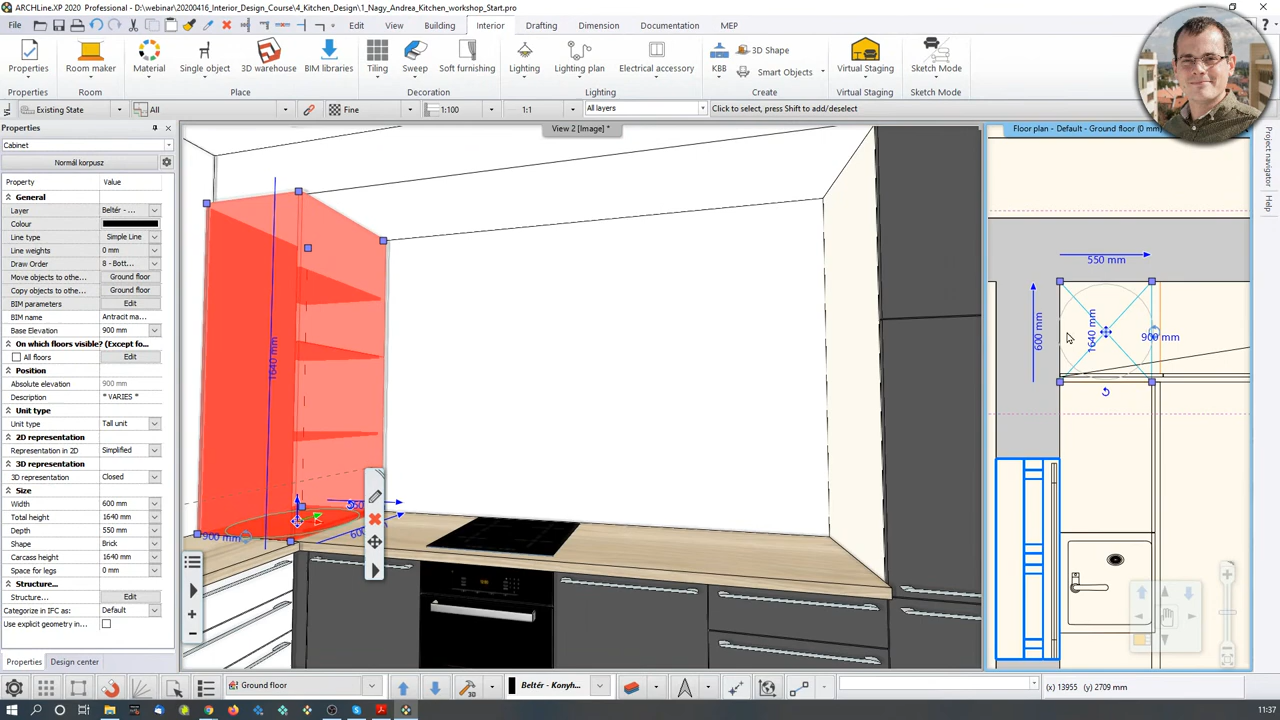 ARCHLine.XP 2020 Professional - D:\webinar\20200416_Interior_Design_Course\4_Kitchen_Design\1_Nagy_Andrea_Kitchen_workshop_Start.pro
File Edit View Building Interior Drafting Dimension Documentation MEP
Properties Room maker Material Single object 3D warehouse BIM libraries Tiling Sweep Soft furnishing Lighting Lighting plan Electrical accessory KBB 3D Shape Smart Objects Virtual Staging Sketch Mode
Properties Room Place Decoration Lighting Create Virtual Staging Sketch Mode
Existing State All Fine 1:100 1:1 All layers Click to select, press Shift to add/deselect
Properties
View 2 [Image] *
Floor plan - Default - Ground floor (0 mm)
Cabinet
Normál korpusz
Property Value
General
Layer Beltér - ...
Colour
Line type Simple Line
Line weights 0 mm
Draw Order 8 - Bott...
Move objects to othe... Ground floor
Copy objects to othe... Ground floor
BIM parameters Edit
BIM name Antracit ma...
Base Elevation 900 mm
On which floors visible? (Except fo...
All floors Edit
Position
Absolute elevation 900 mm
Description * VARIES *
Unit type
Unit type Tall unit
2D representation
Representation in 2D Simplified
3D representation
3D representation Closed
Size
Width 600 mm
Total height 1640 mm
Depth 550 mm
Shape Brick
Carcass height 1640 mm
Space for legs 0 mm
Structure...
Structure... Edit
Categorize in IFC as: Default
Use explicit geometry in...
Properties Design center
1640 mm
900 mm
550 mm
600 mm
1640 mm
900 mm
Project navigator
Help
Ground floor
Beltér - Konyh...
(x) 13955 (y) 2709 mm
11:37